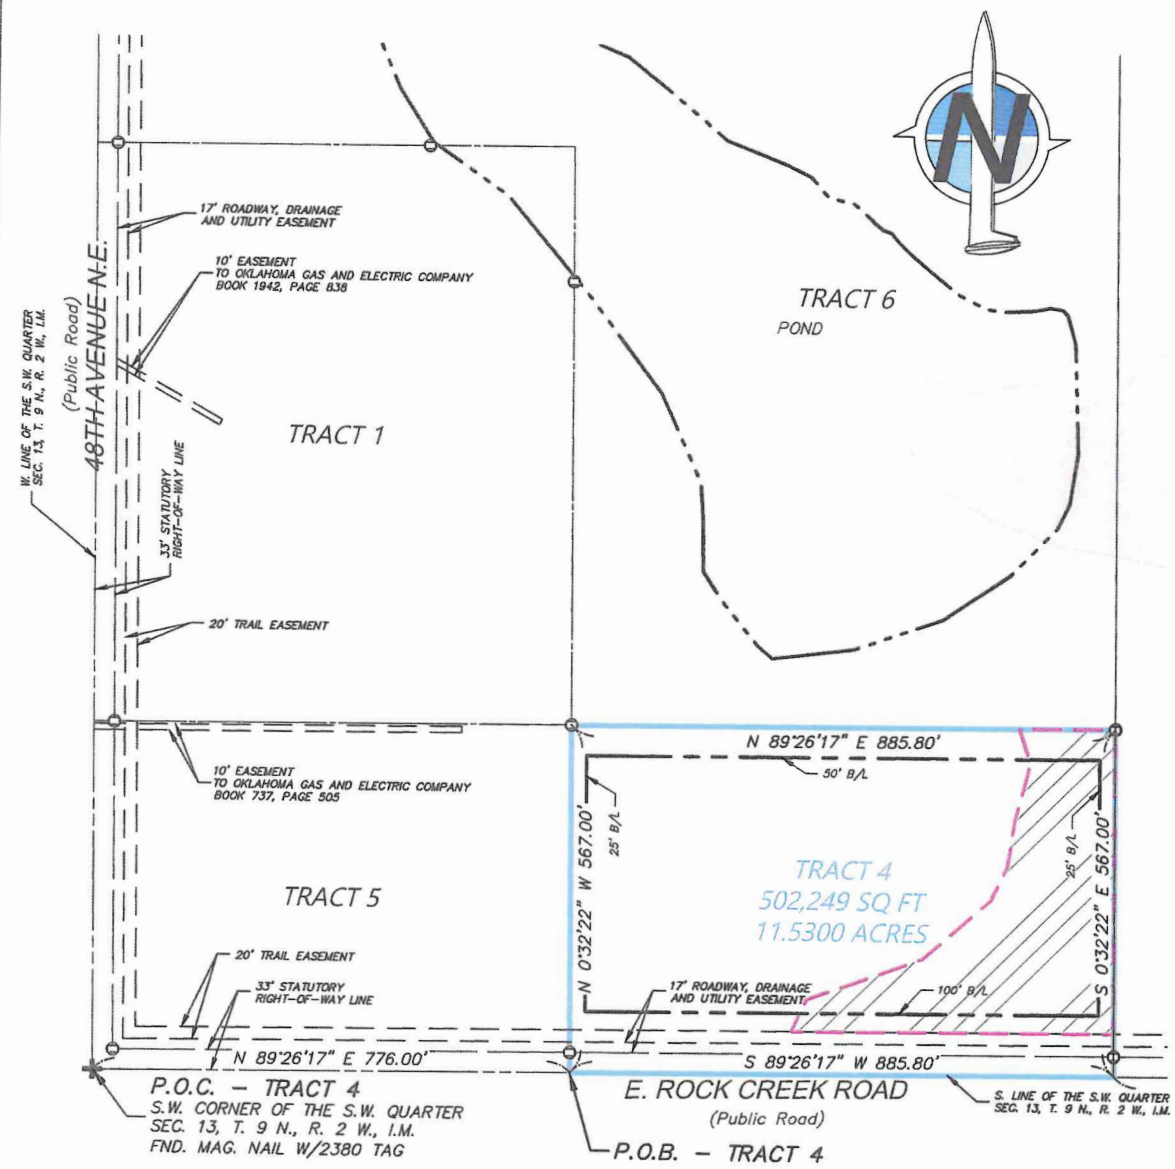 N
17' ROADWAY, DRAINAGE
AND UTILITY EASEMENT
10' EASEMENT
TO OKLAHOMA GAS AND ELECTRIC COMPANY
BOOK 1942, PAGE 838
48TH AVENUE N.E.
(Public Road)
W. LINE OF THE S.W. QUARTER
SEC. 13, T. 9 N., R. 2 W., I.M.
TRACT 6
POND
TRACT 1
33' STATUTORY
RIGHT-OF-WAY LINE
20' TRAIL EASEMENT
10' EASEMENT
TO OKLAHOMA GAS AND ELECTRIC COMPANY
BOOK 737, PAGE 505
N 89°26'17" E 885.80'
50' B/L
25' B/L
N 0°32'22" W 567.00'
25' B/L
S 0°32'22" E 567.00'
TRACT 4
502,249 SQ FT
11.5300 ACRES
TRACT 5
20' TRAIL EASEMENT
33' STATUTORY
RIGHT-OF-WAY LINE
17' ROADWAY, DRAINAGE
AND UTILITY EASEMENT
100' B/L
N 89°26'17" E 776.00'
S 89°26'17" W 885.80'
P.O.C. - TRACT 4
S.W. CORNER OF THE S.W. QUARTER
SEC. 13, T. 9 N., R. 2 W., I.M.
FND. MAG. NAIL W/2380 TAG
E. ROCK CREEK ROAD
(Public Road)
S. LINE OF THE S.W. QUARTER
SEC. 13, T. 9 N., R. 2 W., I.M.
P.O.B. - TRACT 4